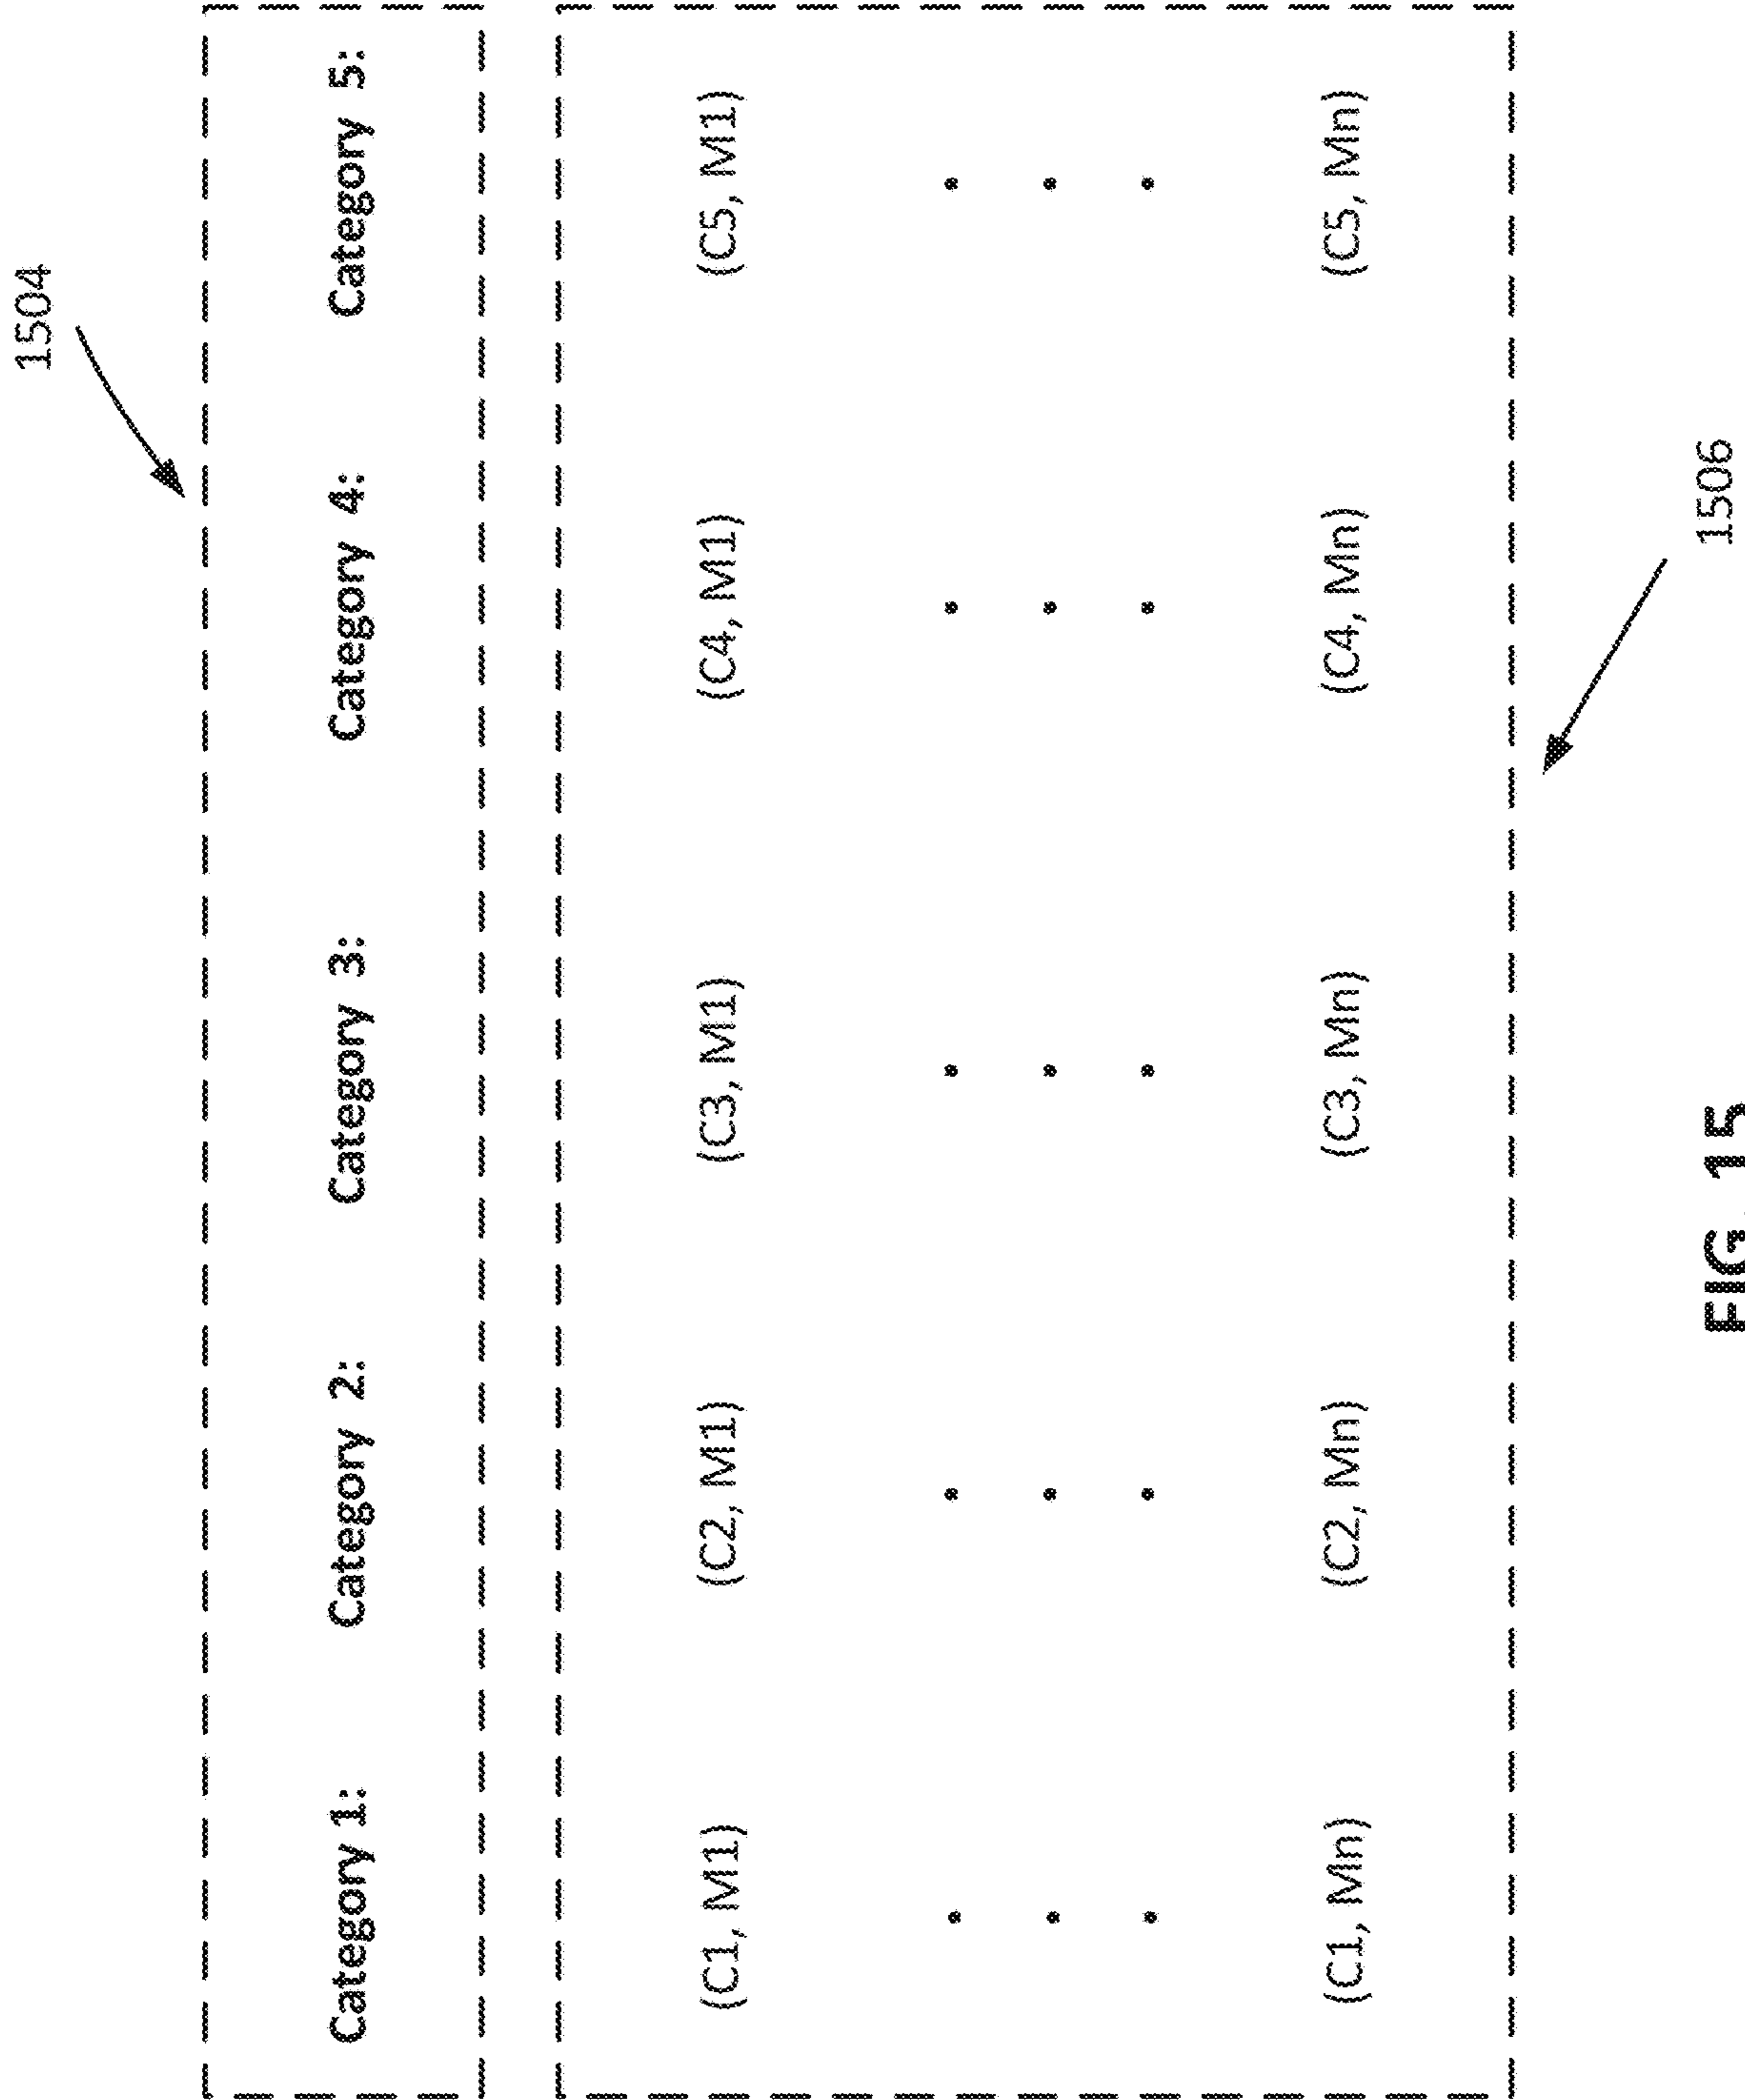 1504
Category 1: Category 2: Category 3: Category 4: Category 5:
(C1, M1) (C2, M1) (C3, M1) (C4, M1) (C5, M1)
(C1, Mn) (C2, Mn) (C3, Mn) (C4, Mn) (C5, Mn)
1506
FIG. 15